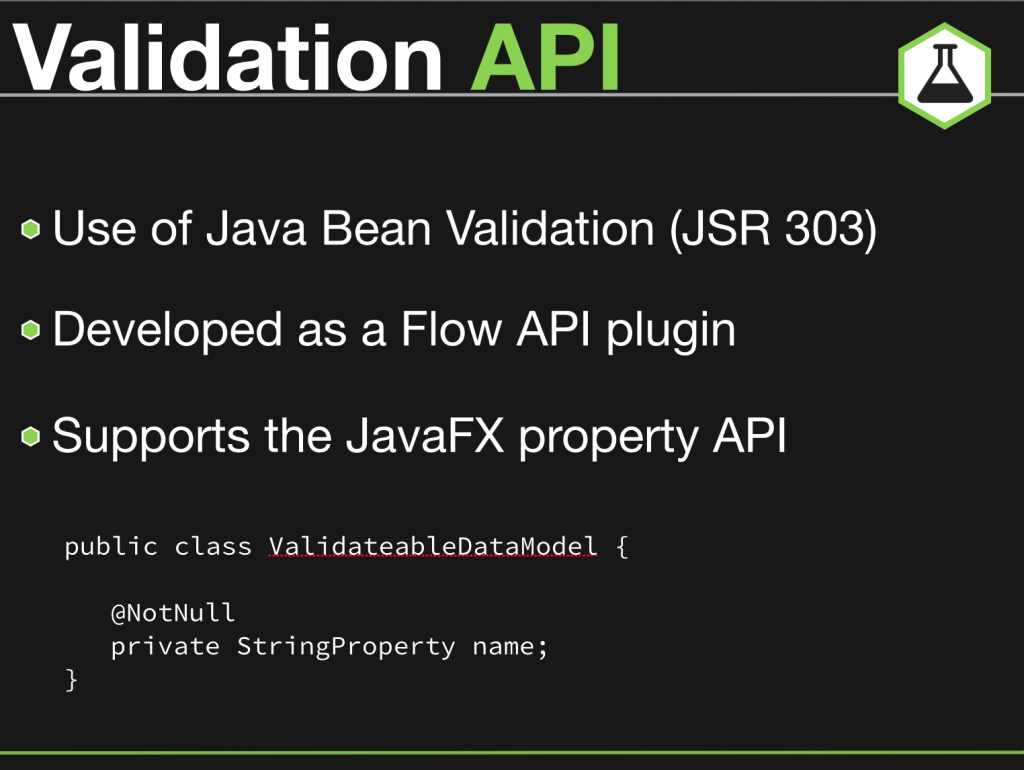 Validation API
Use of Java Bean Validation (JSR 303)
Developed as a Flow API plugin
Supports the JavaFX property API
public class ValidateableDataModel {
@NotNull
private StringProperty name;
}